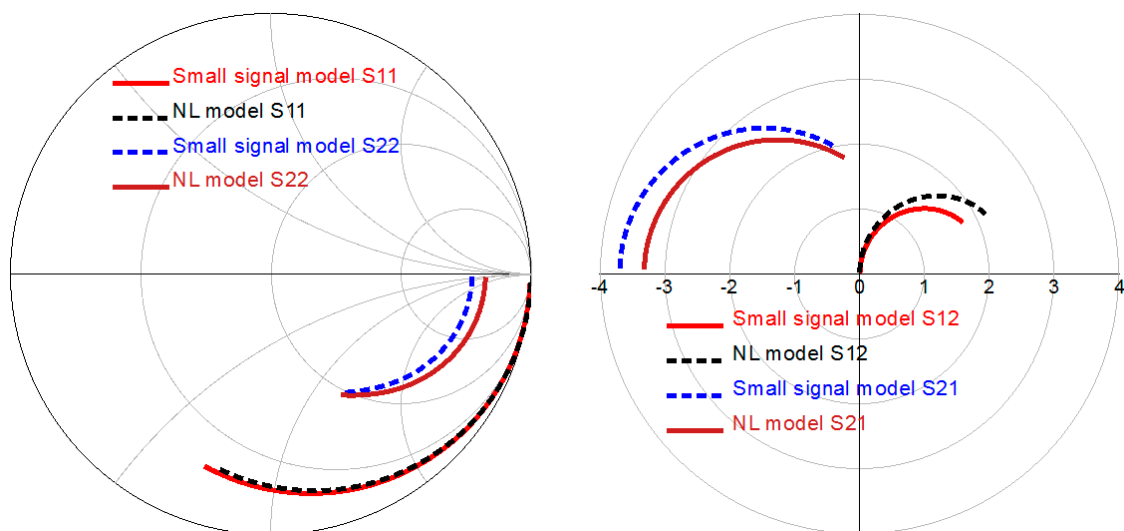 Small signal model S11
NL model S11
Small signal model S22
NL model S22
-4 -3 -2 -1 0 1 2 3 4
Small signal model S12
NL model S12
Small signal model S21
NL model S21